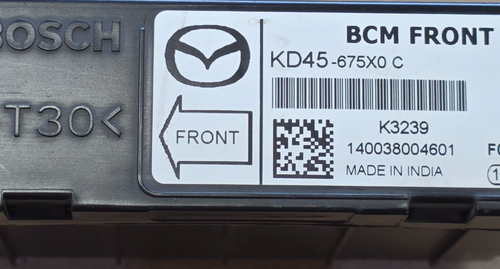 BOSCH
T30<
BCM FRONT
KD45-675X0 C
FRONT
K3239
140038004601
MADE IN INDIA